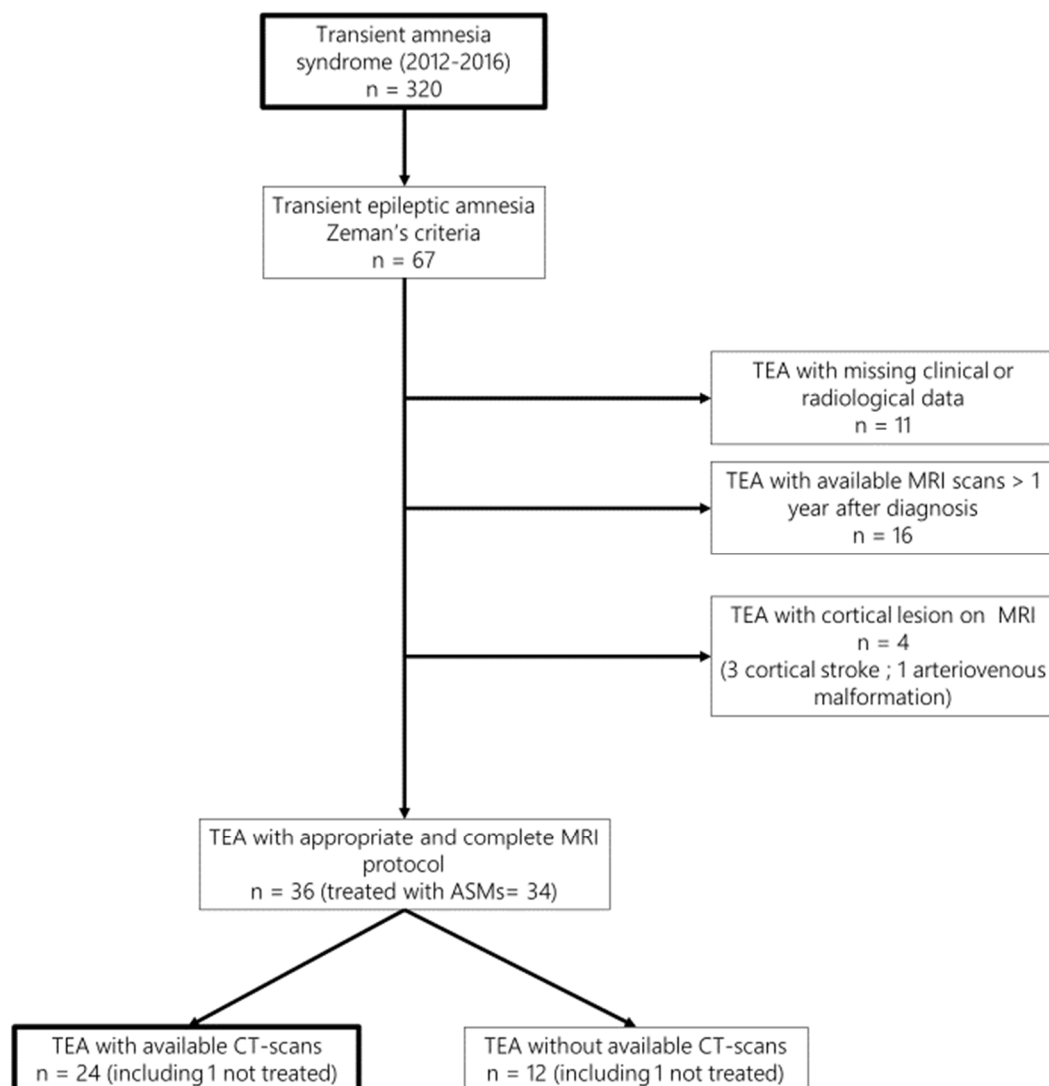 Transient amnesia
syndrome (2012-2016)
n = 320
Transient epileptic amnesia
Zeman's criteria
n = 67
TEA with missing clinical or
radiological data
n = 11
TEA with available MRI scans > 1
year after diagnosis
n = 16
TEA with cortical lesion on MRI
n = 4
(3 cortical stroke ; 1 arteriovenous
malformation)
TEA with appropriate and complete MRI
protocol
n = 36 (treated with ASMs= 34)
TEA with available CT-scans
n = 24 (including 1 not treated)
TEA without available CT-scans
n = 12 (including 1 not treated)